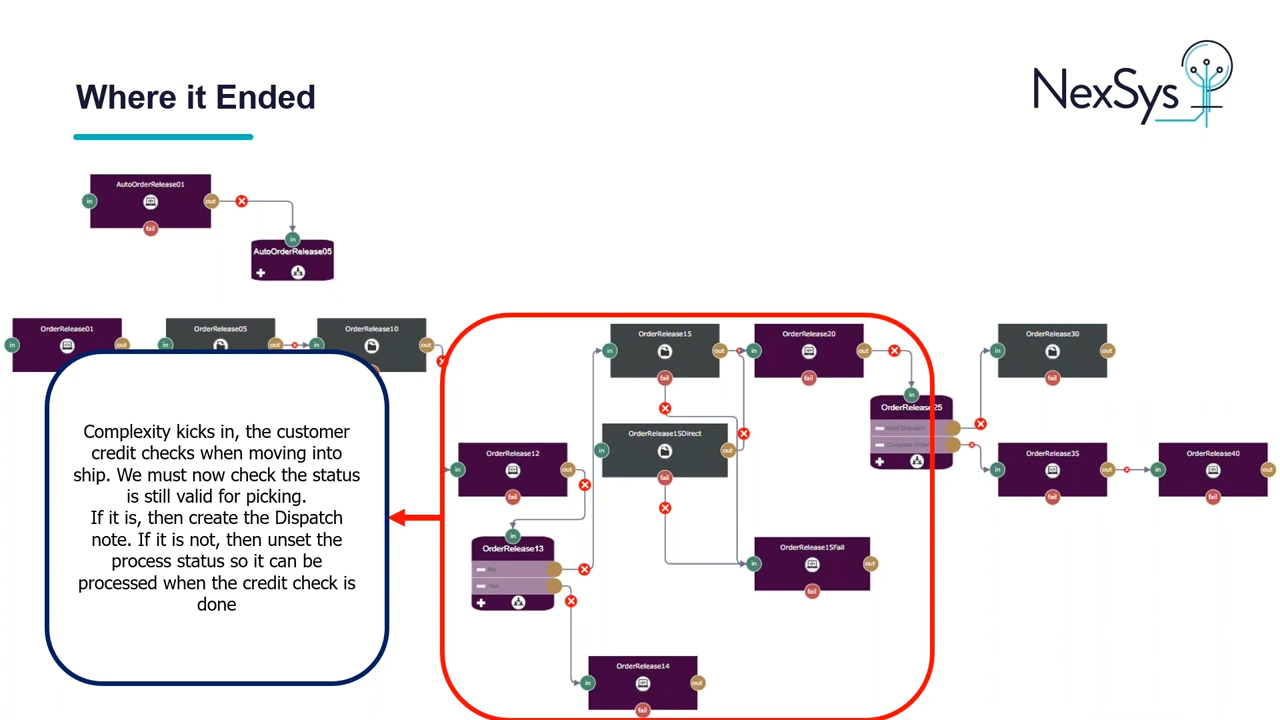 Where it Ended
NexSys
AutoOrderRelease01
in
out
fail
in
AutoOrderRelease05
OrderRelease01
in
out
OrderRelease05
out
OrderRelease10
in
out
OrderRelease15
in
out
fail
OrderRelease20
in
out
fail
OrderRelease30
in
out
fail
in
OrderRelease25
Hold Dispatch
OrderRelease15Direct
in
out
fail
OrderRelease12
in
out
fail
OrderRelease35
in
out
fail
OrderRelease40
in
out
fail
in
OrderRelease13
No
Yes
OrderRelease15Fail
in
out
fail
OrderRelease14
in
out
fail
Complexity kicks in, the customer
credit checks when moving into
ship. We must now check the status
is still valid for picking.
If it is, then create the Dispatch
note. If it is not, then unset the
process status so it can be
processed when the credit check is
done